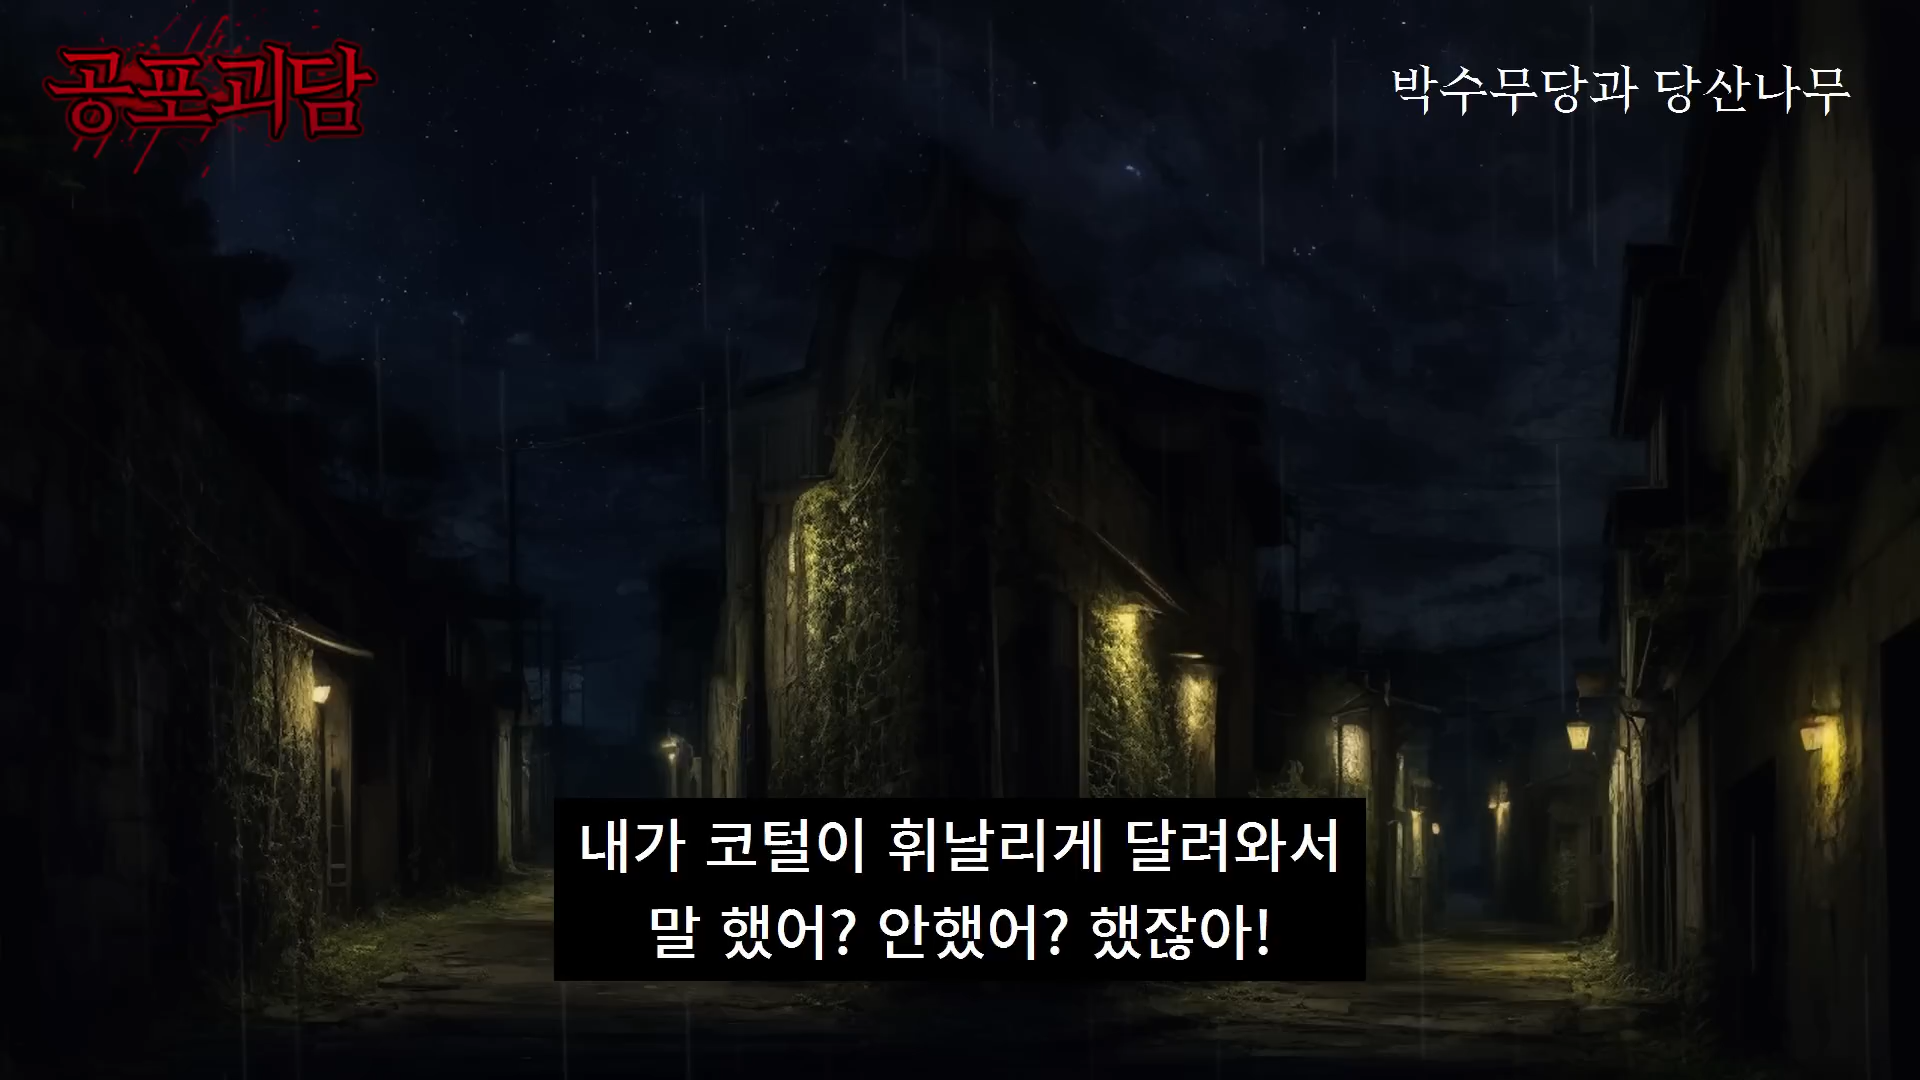 공포괴담
박수무당과 당산나무
내가 코털이 휘날리게 달려와서
말 했어? 안했어? 했잖아!